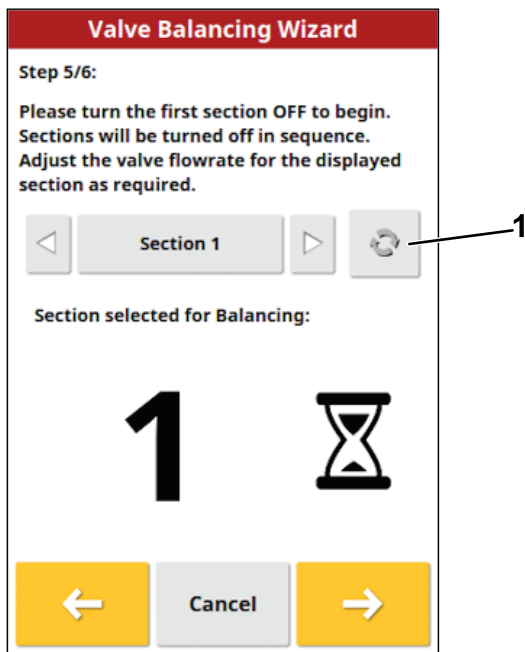 Valve Balancing Wizard
Step 5/6:
Please turn the first section OFF to begin.
Sections will be turned off in sequence.
Adjust the valve flowrate for the displayed
section as required.
Section 1
1
Section selected for Balancing:
1
Cancel